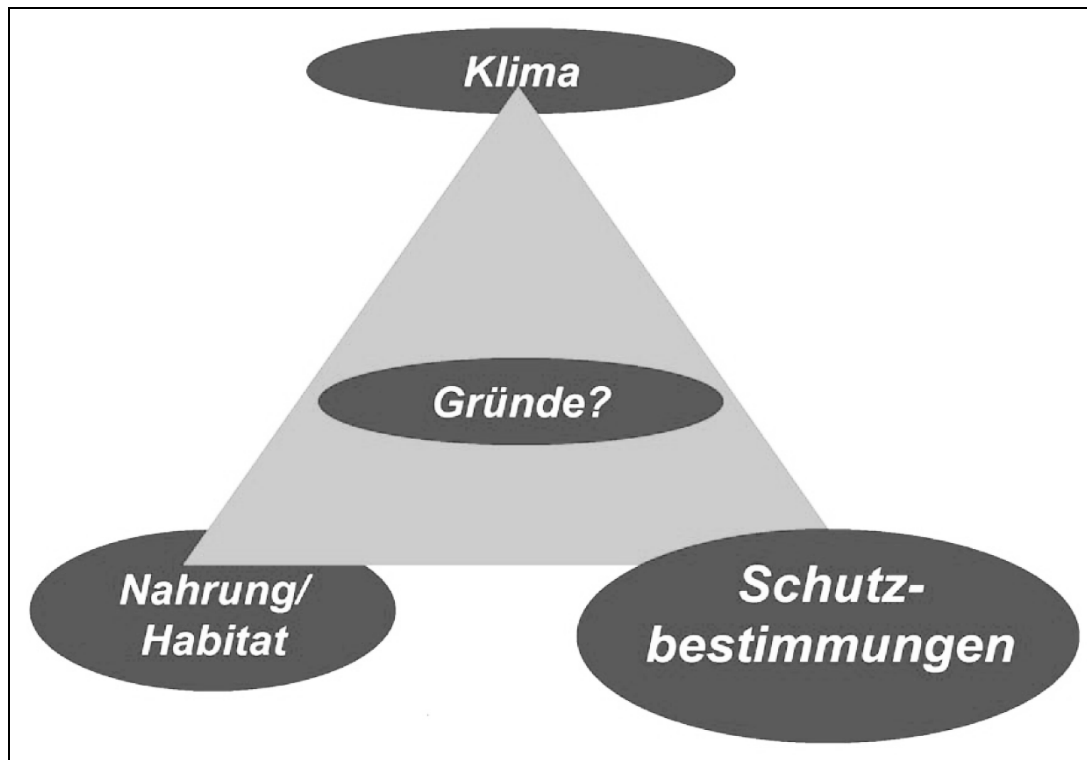 Klima
Gründe?
Nahrung/
Habitat
Schutz-
bestimmungen